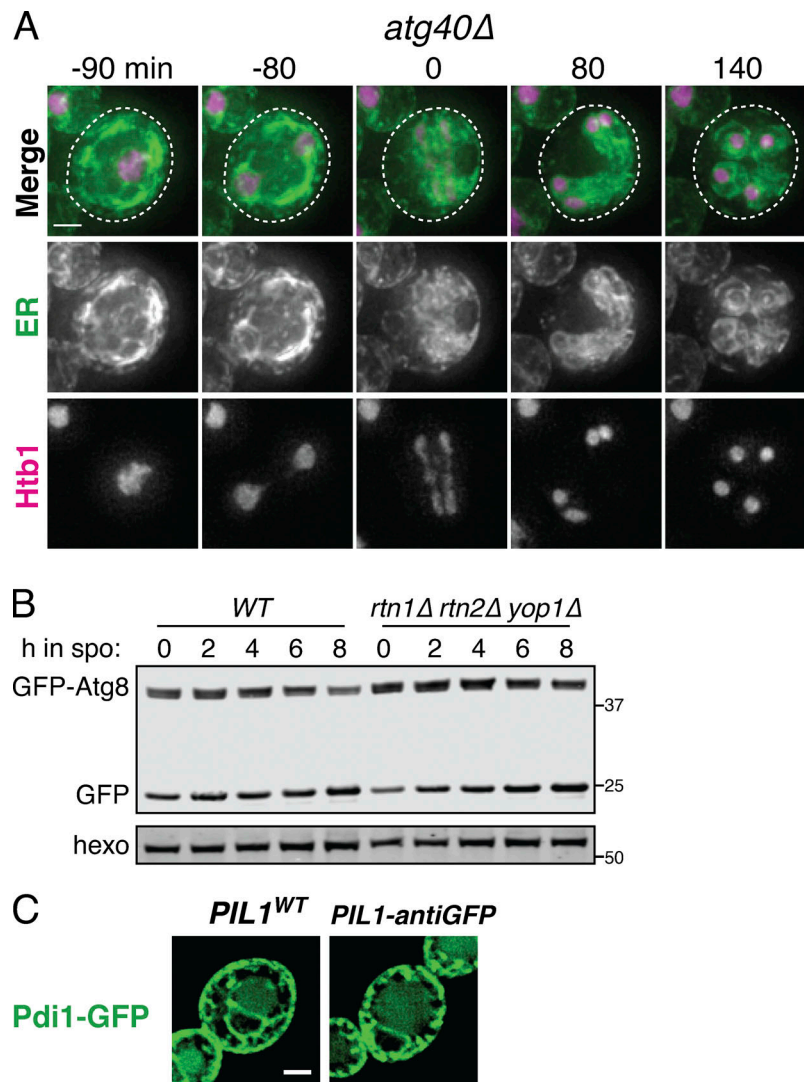 A
atg40Δ
-90 min -80 0 80 140
Merge
ER
Htb1
B
WT rtn1Δ rtn2Δ yop1Δ
h in spo: 0 2 4 6 8 0 2 4 6 8
GFP-Atg8
-37
GFP
-25
hexo
-50
C
PIL1WT PIL1-antiGFP
Pdi1-GFP